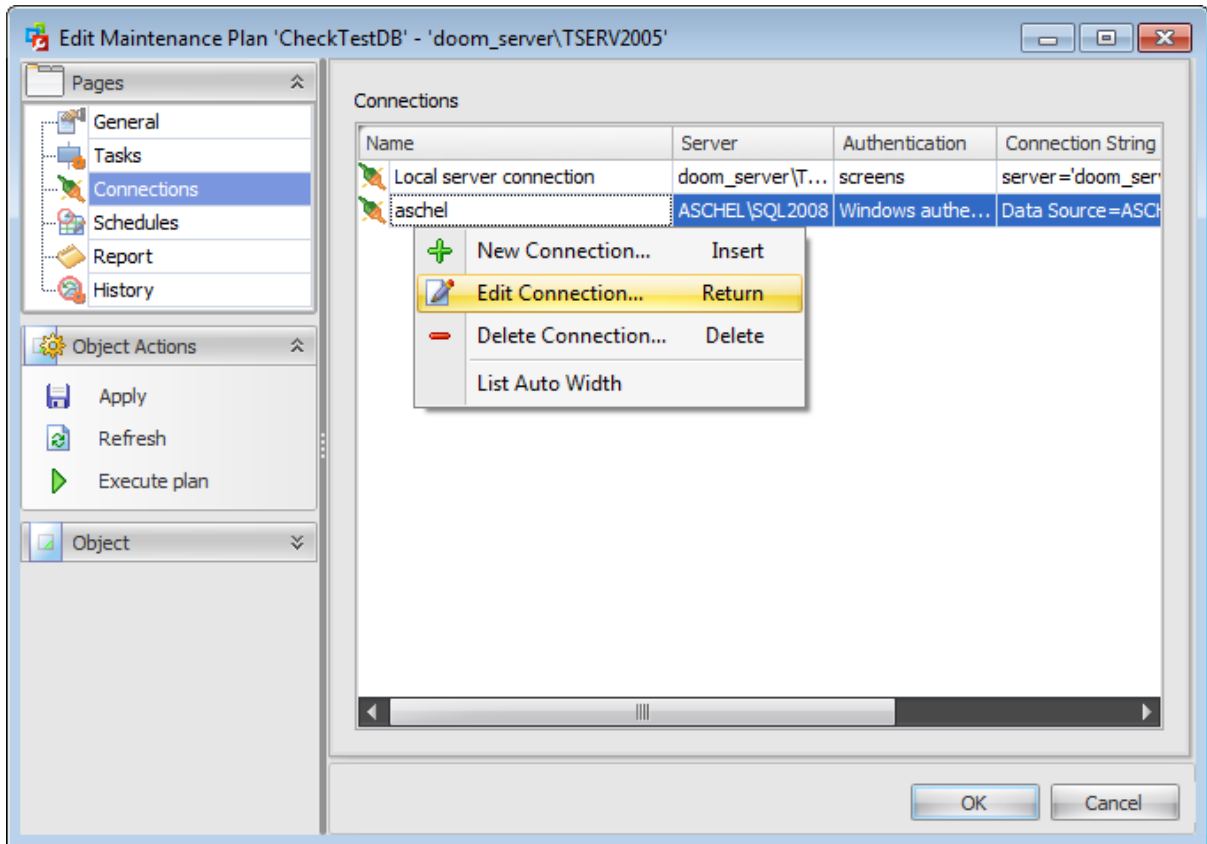 Edit Maintenance Plan 'CheckTestDB' - 'doom_server\TSERV2005'
Pages
General
Tasks
Connections
Schedules
Report
History
Object Actions
Apply
Refresh
Execute plan
Object
Connections
Name Server Authentication Connection String
Local server connection doom_server\T... screens server='doom_ser
aschel ASCHEL\SQL2008 Windows authe... Data Source=ASCH
New Connection... Insert
Edit Connection... Return
Delete Connection... Delete
List Auto Width
OK Cancel